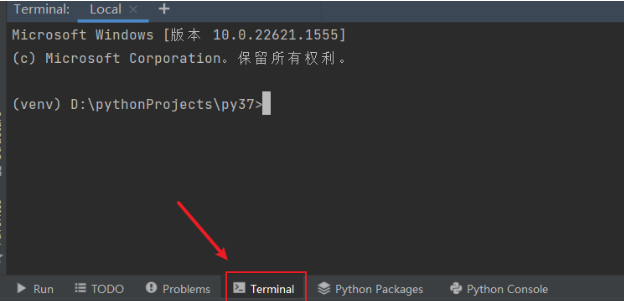 Terminal: Local × +
Microsoft Windows [版本 10.0.22621.1555]
(c) Microsoft Corporation。保留所有权利。
(venv) D:\pythonProjects\py37>
Run TODO Problems Terminal Python Packages Python Console